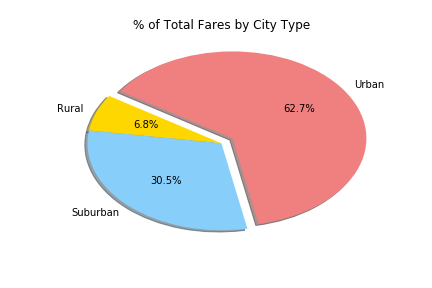 % of Total Fares by City Type
Urban
62.7%
Rural
6.8%
30.5%
Suburban